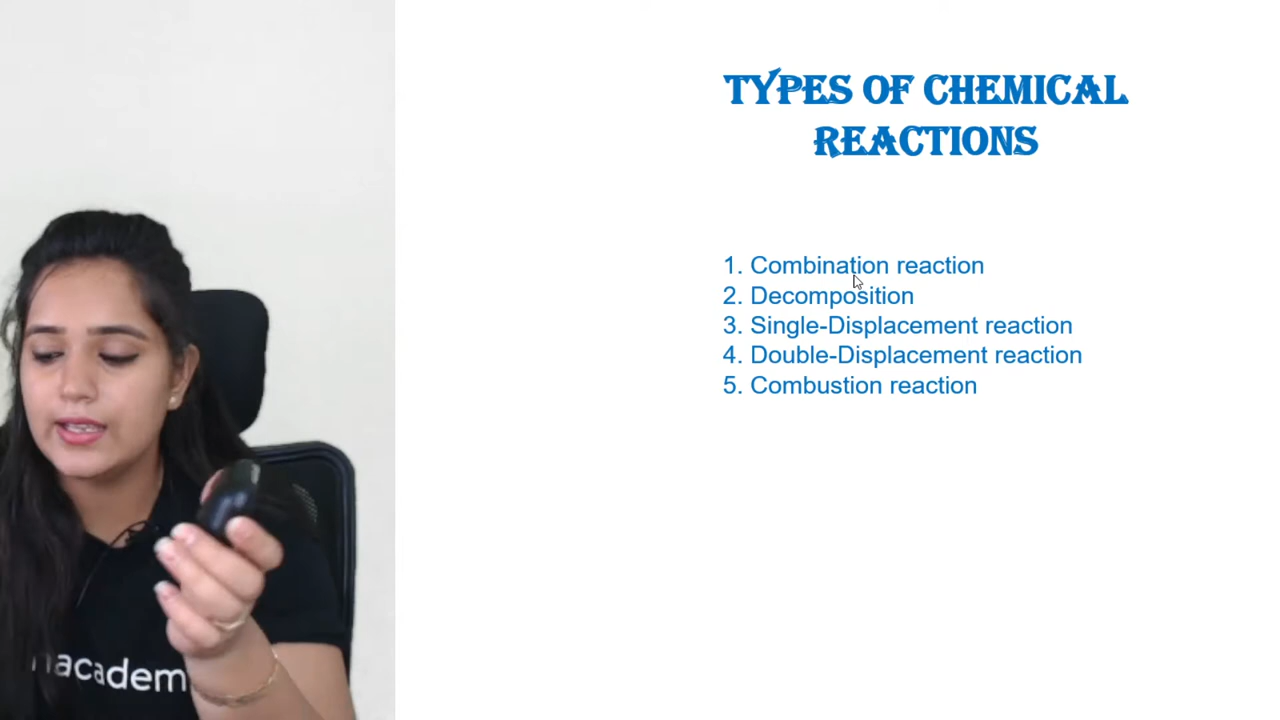 TYPES OF CHEMICAL
REACTIONS
1. Combination reaction
2. Decomposition
3. Single-Displacement reaction
4. Double-Displacement reaction
5. Combustion reaction
nacadem